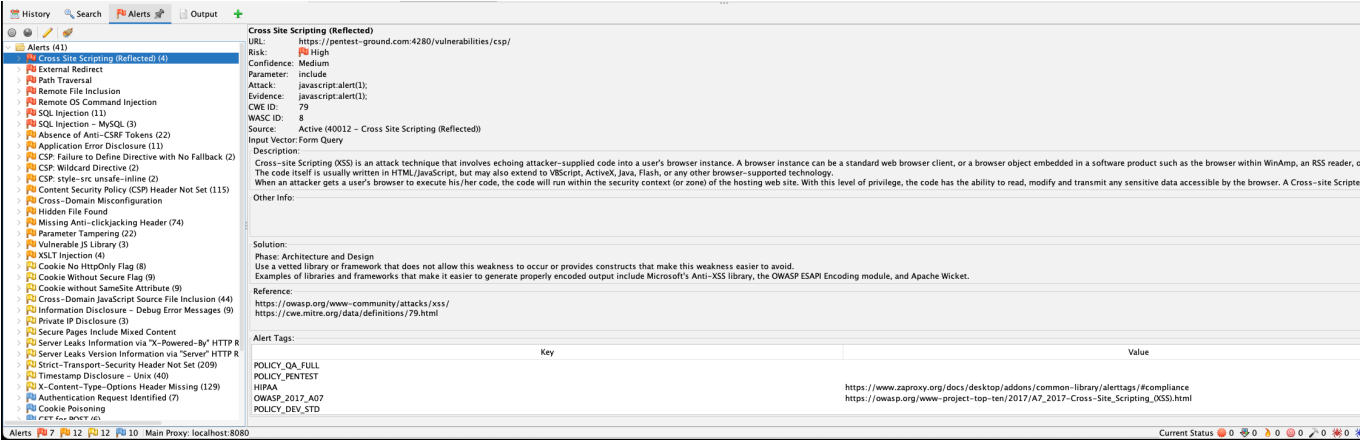 History Search Alerts Output
Alerts (41)
Cross Site Scripting (Reflected) (4)
External Redirect
Path Traversal
Remote File Inclusion
Remote OS Command Injection
SQL Injection (11)
SQL Injection - MySQL (3)
Absence of Anti-CSRF Tokens (22)
Application Error Disclosure (11)
CSP: Failure to Define Directive with No Fallback (2)
CSP: Wildcard Directive (2)
CSP: style-src unsafe-inline (2)
Content Security Policy (CSP) Header Not Set (115)
Cross-Domain Misconfiguration
Hidden File Found
Missing Anti-clickjacking Header (74)
Parameter Tampering (22)
Vulnerable JS Library (3)
XSLT Injection (4)
Cookie No HttpOnly Flag (8)
Cookie Without Secure Flag (9)
Cookie without SameSite Attribute (9)
Cross-Domain JavaScript Source File Inclusion (44)
Information Disclosure - Debug Error Messages (9)
Private IP Disclosure (3)
Secure Pages Include Mixed Content
Server Leaks Information via "X-Powered-By" HTTP R
Server Leaks Version Information via "Server" HTTP R
Strict-Transport-Security Header Not Set (209)
Timestamp Disclosure - Unix (40)
X-Content-Type-Options Header Missing (129)
Authentication Request Identified (7)
Cookie Poisoning
GET for POST (6)
Cross Site Scripting (Reflected)
URL: https://pentest-ground.com:4280/vulnerabilities/csp/
Risk: High
Confidence: Medium
Parameter: include
Attack: javascript:alert(1);
Evidence: javascript:alert(1);
CWE ID: 79
WASC ID: 8
Source: Active (40012 - Cross Site Scripting (Reflected))
Input Vector: Form Query
Description:
Cross-site Scripting (XSS) is an attack technique that involves echoing attacker-supplied code into a user's browser instance. A browser instance can be a standard web browser client, or a browser object embedded in a software product such as the browser within WinAmp, an RSS reader, o
The code itself is usually written in HTML/JavaScript, but may also extend to VBScript, ActiveX, Java, Flash, or any other browser-supported technology.
When an attacker gets a user's browser to execute his/her code, the code will run within the security context (or zone) of the hosting web site. With this level of privilege, the code has the ability to read, modify and transmit any sensitive data accessible by the browser. A Cross-site Scripte
Other Info:
Solution:
Phase: Architecture and Design
Use a vetted library or framework that does not allow this weakness to occur or provides constructs that make this weakness easier to avoid.
Examples of libraries and frameworks that make it easier to generate properly encoded output include Microsoft's Anti-XSS library, the OWASP ESAPI Encoding module, and Apache Wicket.
Reference:
https://owasp.org/www-community/attacks/xss/
https://cwe.mitre.org/data/definitions/79.html
Alert Tags:
Key Value
POLICY_QA_FULL
POLICY_PENTEST
HIPAA https://www.zaproxy.org/docs/desktop/addons/common-library/alerttags/#compliance
OWASP_2017_A07 https://owasp.org/www-project-top-ten/2017/A7_2017-Cross-Site_Scripting_(XSS).html
POLICY_DEV_STD
Alerts 7 12 12 10 Main Proxy: localhost:8080 Current Status 0 0 0 0 0 0